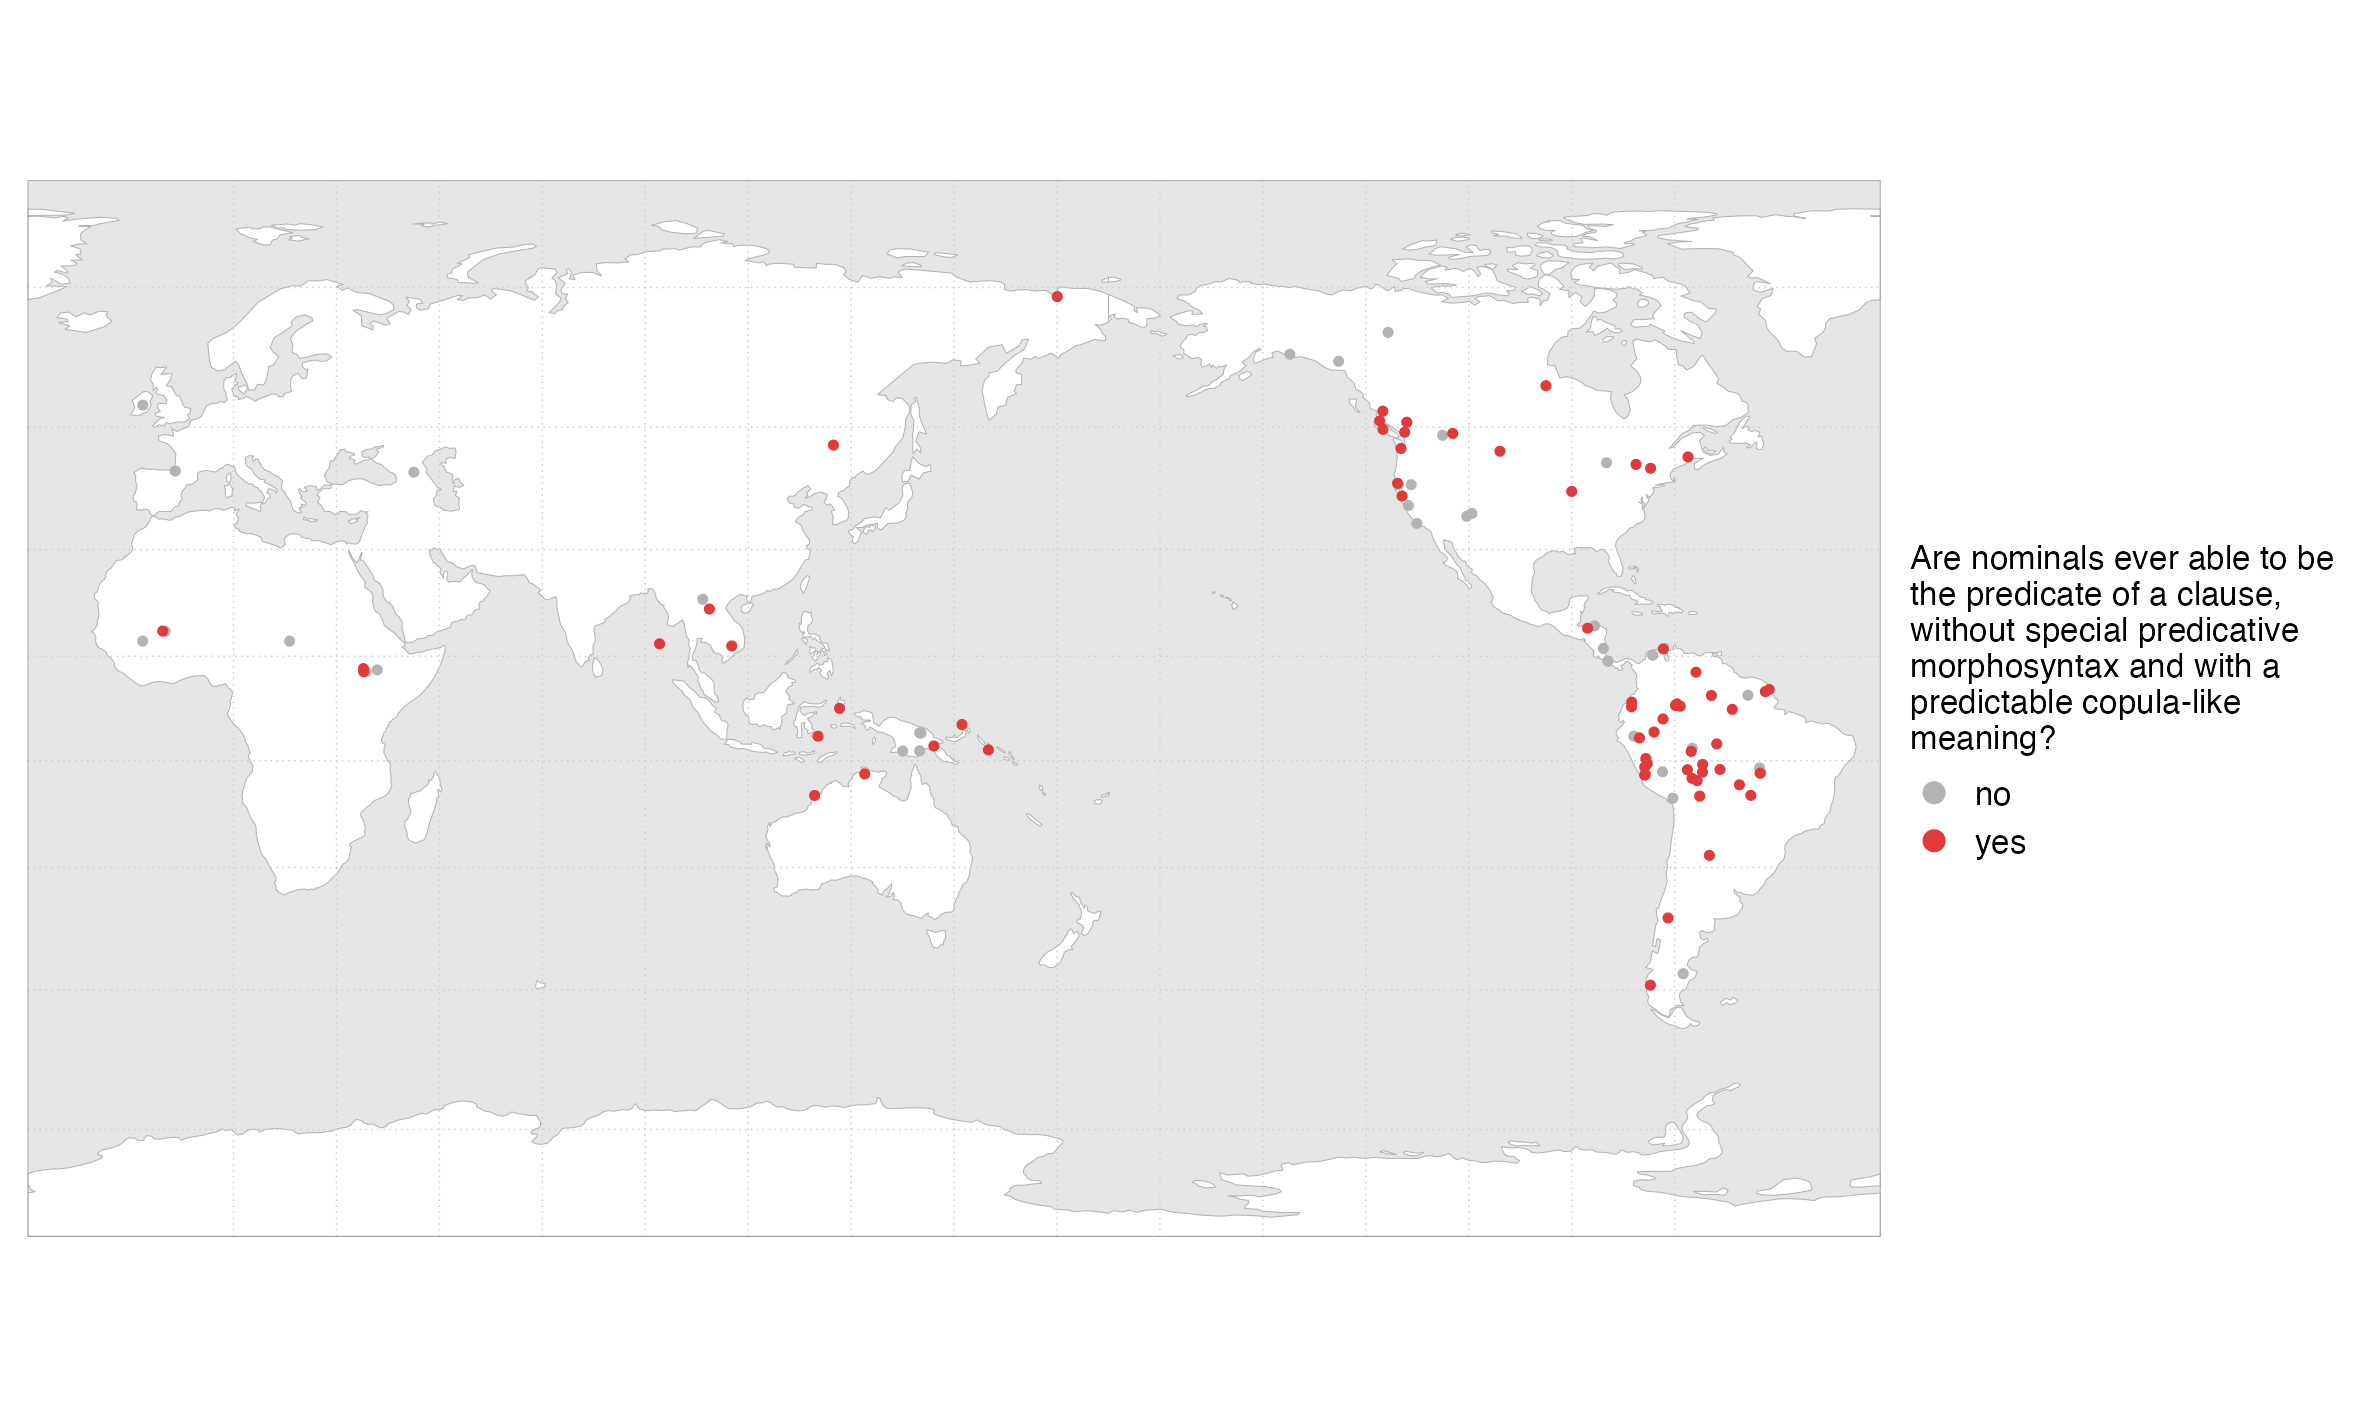 Are nominals ever able to be
the predicate of a clause,
without special predicative
morphosyntax and with a
predictable copula-like
meaning?
no
yes